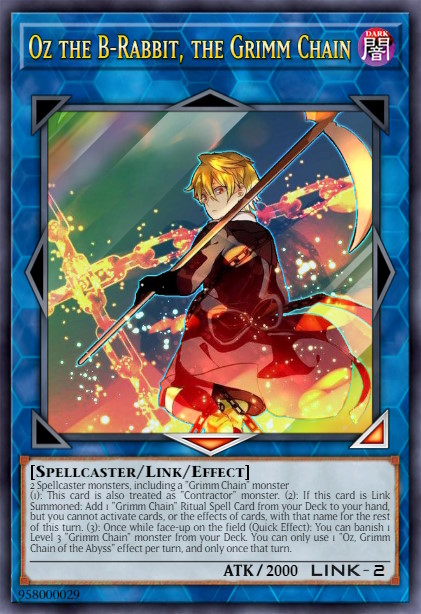 Oz the B-Rabbit, the Grimm Chain
DARK
闇
[Spellcaster/Link/Effect]
2 Spellcaster monsters, including a "Grimm Chain" monster
(1): This card is also treated as "Contractor" monster. (2): If this card is Link
Summoned: Add 1 "Grimm Chain" Ritual Spell Card from your Deck to your hand,
but you cannot activate cards, or the effects of cards, with that name for the rest
of this turn. (3): Once while face-up on the field (Quick Effect): You can banish 1
Level 3 "Grimm Chain" monster from your Deck. You can only use 1 "Oz, Grimm
Chain of the Abyss" effect per turn, and only once that turn.
ATK / 2000 LINK-2
958000029